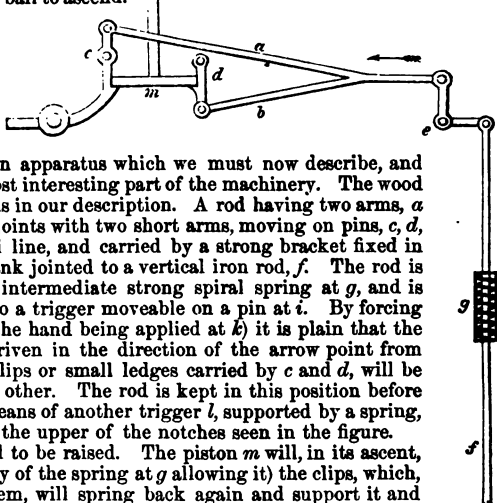 ball to ascend.
c
a
d
m
b
e
n apparatus which we must now describe, and
ost interesting part of the machinery. The wood
s in our description. A rod having two arms, a
oints with two short arms, moving on pins, c, d,
line, and carried by a strong bracket fixed in
nk jointed to a vertical iron rod, f. The rod is
intermediate strong spiral spring at g, and is
o a trigger moveable on a pin at i. By forcing
he hand being applied at k) it is plain that the
riven in the direction of the arrow point from
lips or small ledges carried by c and d, will be
other. The rod is kept in this position before
eans of another trigger l, supported by a spring,
the upper of the notches seen in the figure.
l to be raised. The piston m will, in its ascent,
y of the spring at g allowing it) the clips, which,
em, will spring back again and support it and
g
f